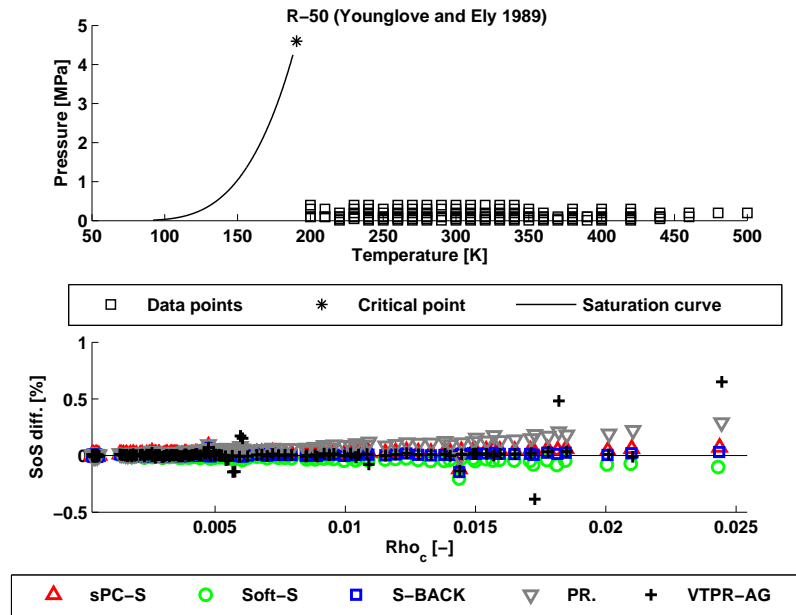 R−50 (Younglove and Ely 1989)
Pressure [MPa]
5
4
3
2
1
0
50 100 150 200 250 300 350 400 450 500
Temperature [K]
Data points Critical point Saturation curve
SoS diff. [%]
1
0.5
0
−0.5
0.005 0.01 0.015 0.02 0.025
Rho_c [−]
sPC−S Soft−S S−BACK PR. VTPR−AG